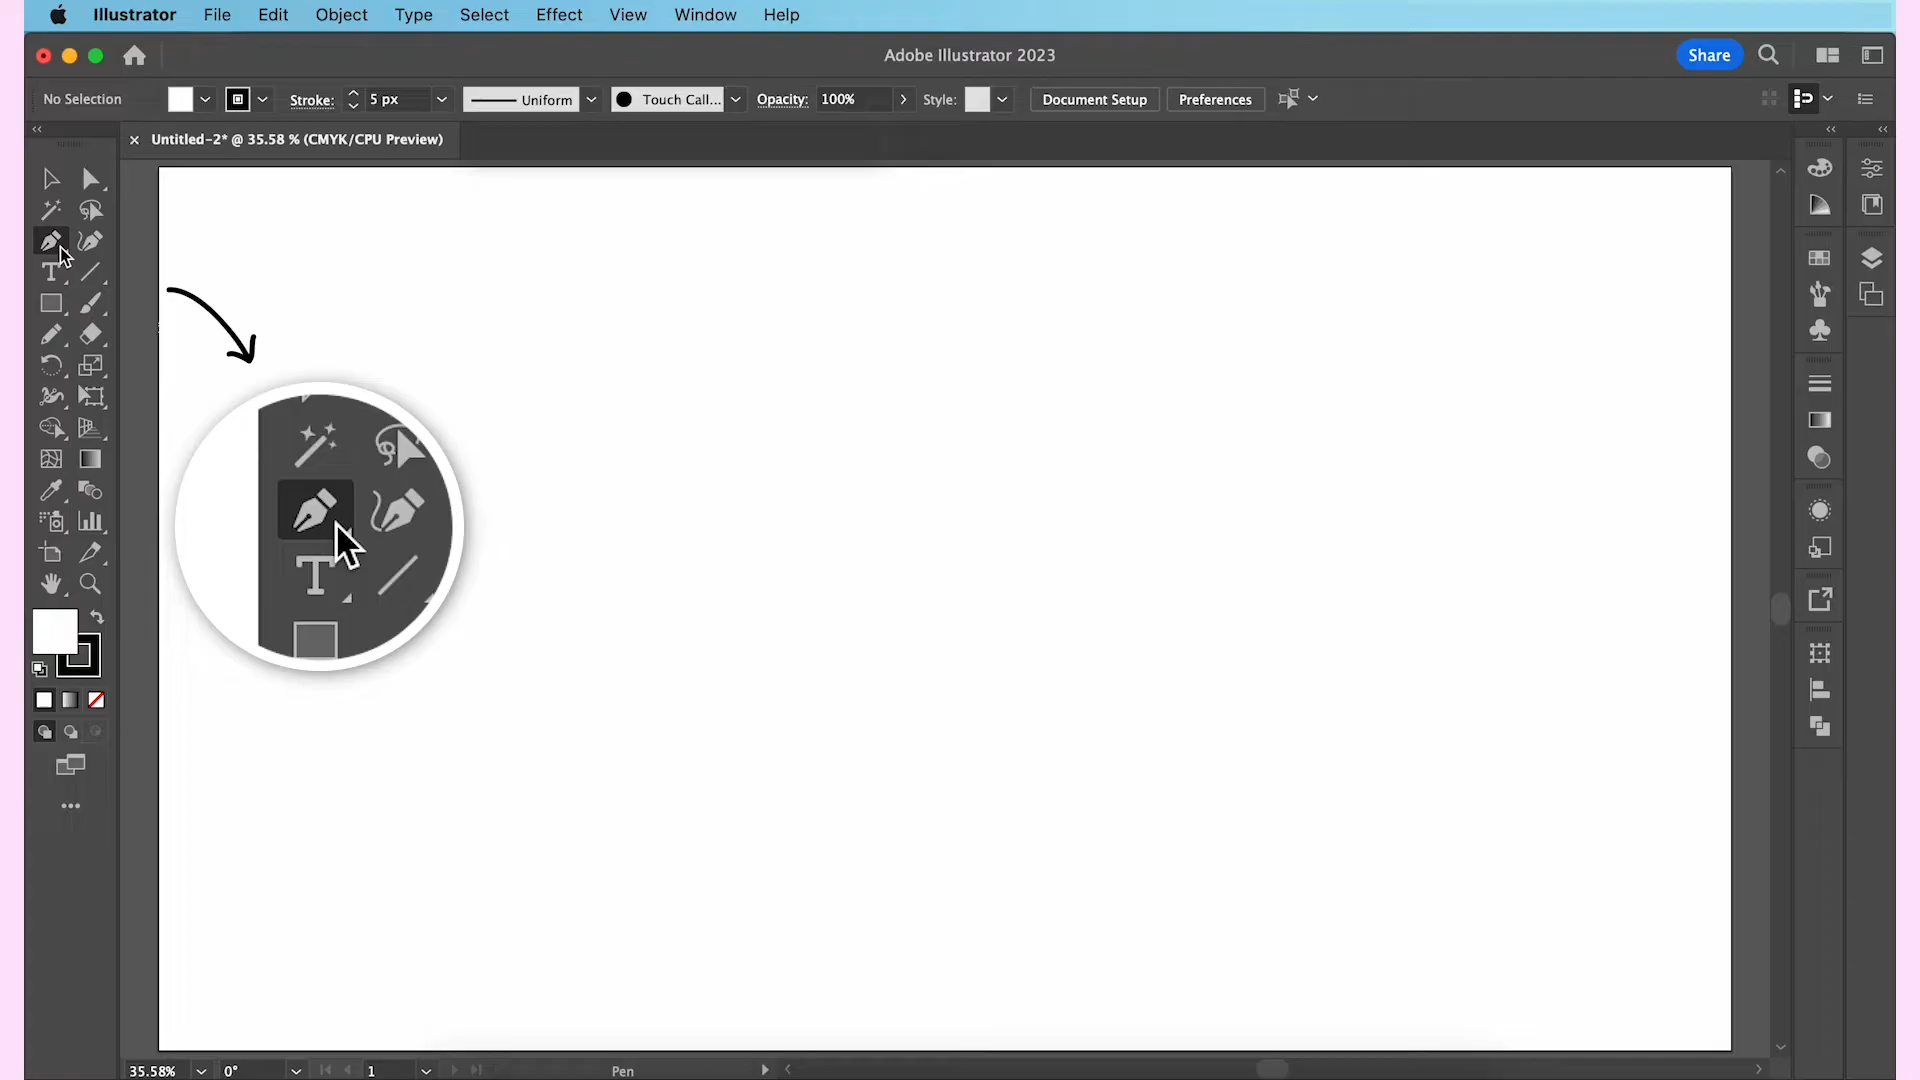 Illustrator File Edit Object Type Select Effect View Window Help
Adobe Illustrator 2023 Share
No Selection Stroke: 5 px Uniform Touch Call... Opacity: 100% Style: Document Setup Preferences
Untitled-2* @ 35.58 % (CMYK/CPU Preview)
35.58% 0° 1 Pen